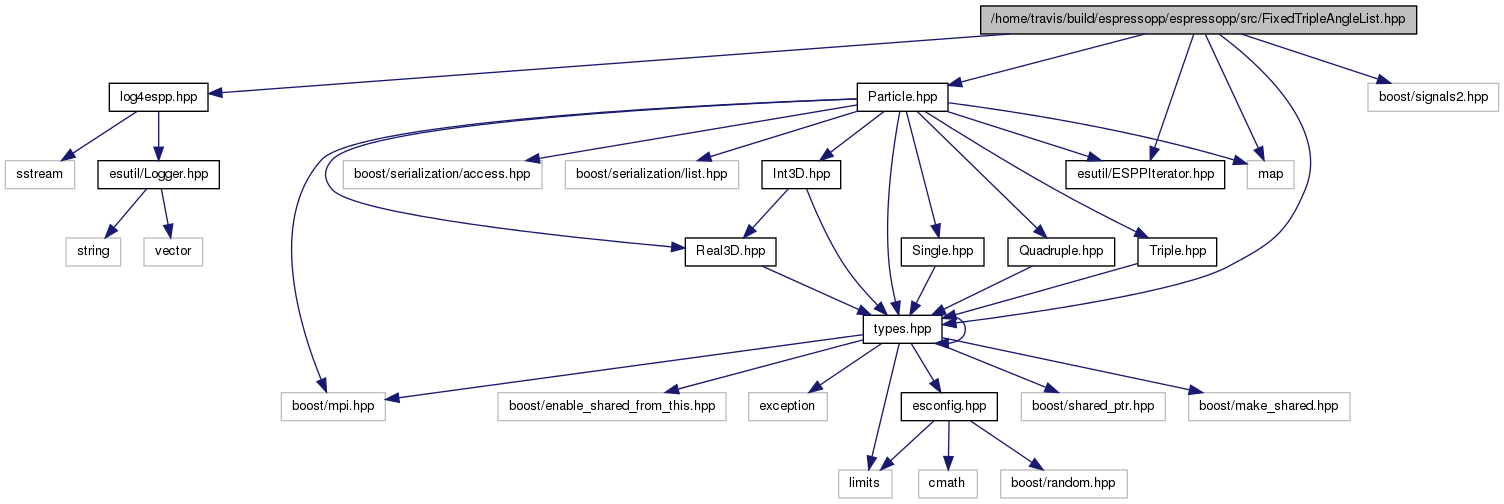 /home/travis/build/espressopp/espressopp/src/FixedTripleAngleList.hpp
log4espp.hpp
Particle.hpp
boost/signals2.hpp
sstream
esutil/Logger.hpp
boost/serialization/access.hpp
boost/serialization/list.hpp
Int3D.hpp
esutil/ESPPIterator.hpp
map
string
vector
Real3D.hpp
Single.hpp
Quadruple.hpp
Triple.hpp
types.hpp
boost/mpi.hpp
boost/enable_shared_from_this.hpp
exception
esconfig.hpp
boost/shared_ptr.hpp
boost/make_shared.hpp
limits
cmath
boost/random.hpp